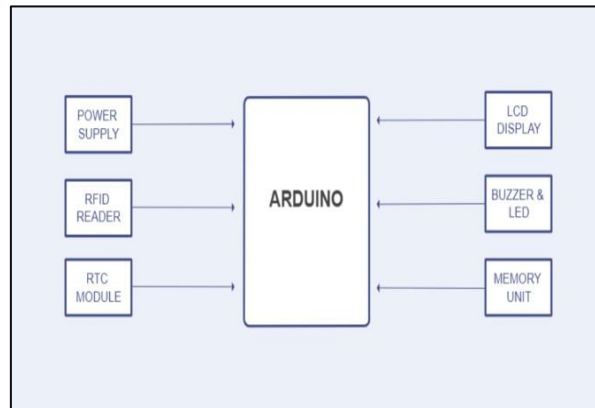 POWER
SUPPLY
RFID
READER
RTC
MODULE
ARDUINO
LCD
DISPLAY
BUZZER &
LED
MEMORY
UNIT